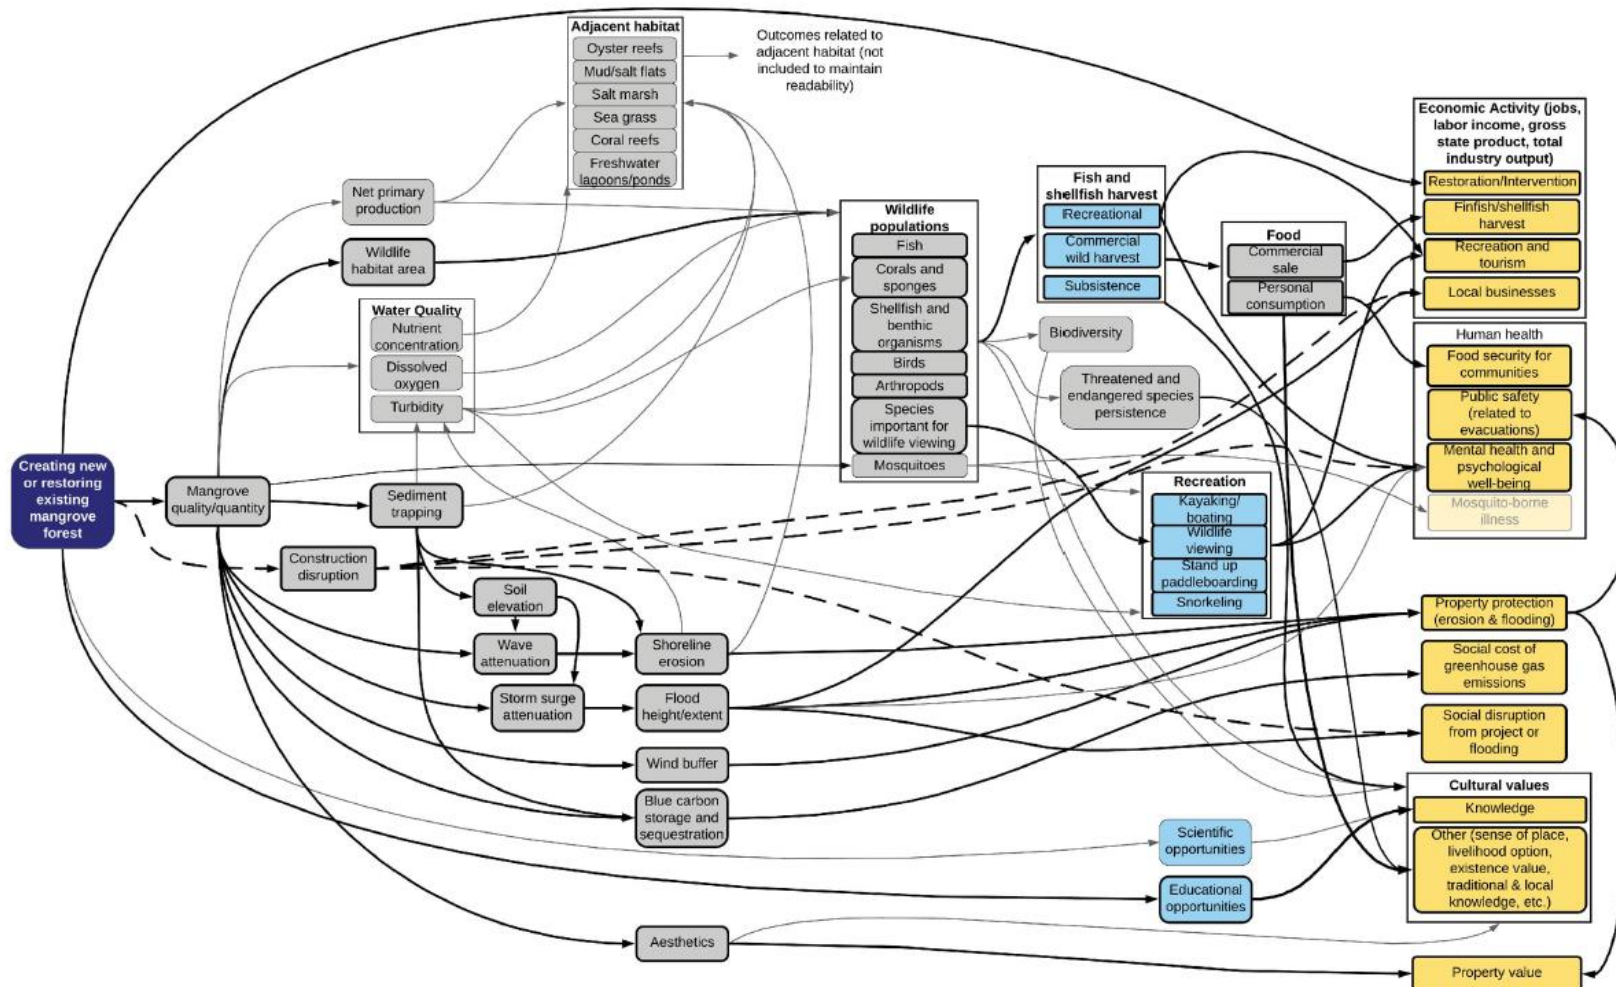 Adjacent habitat
Oyster reefs
Mud/salt flats
Salt marsh
Sea grass
Coral reefs
Freshwater
lagoons/ponds
Outcomes related to
adjacent habitat (not
included to maintain
readability)
Economic Activity (jobs,
labor income, gross
state product, total
industry output)
Restoration/Intervention
Finfish/shellfish
harvest
Recreation and
tourism
Local businesses
Fish and
shellfish harvest
Recreational
Commercial
wild harvest
Subsistence
Food
Commercial
sale
Personal
consumption
Net primary
production
Wildlife
habitat area
Wildlife
populations
Fish
Corals and
sponges
Shellfish and
benthic
organisms
Birds
Arthropods
Species
important for
wildlife viewing
Mosquitoes
Water Quality
Nutrient
concentration
Dissolved
oxygen
Turbidity
Biodiversity
Threatened and
endangered species
persistence
Human health
Food security for
communities
Public safety
(related to
evacuations)
Mental health and
psychological
well-being
Mosquito-borne
illness
Creating new
or restoring
existing
mangrove
forest
Mangrove
quality/quantity
Sediment
trapping
Recreation
Kayaking/
boating
Wildlife
viewing
Stand up
paddleboarding
Snorkeling
Construction
disruption
Soil
elevation
Wave
attenuation
Shoreline
erosion
Storm surge
attenuation
Flood
height/extent
Wind buffer
Blue carbon
storage and
sequestration
Property protection
(erosion & flooding)
Social cost of
greenhouse gas
emissions
Social disruption
from project or
flooding
Cultural values
Knowledge
Other (sense of place,
livelihood option,
existence value,
traditional & local
knowledge, etc.)
Scientific
opportunities
Educational
opportunities
Aesthetics
Property value